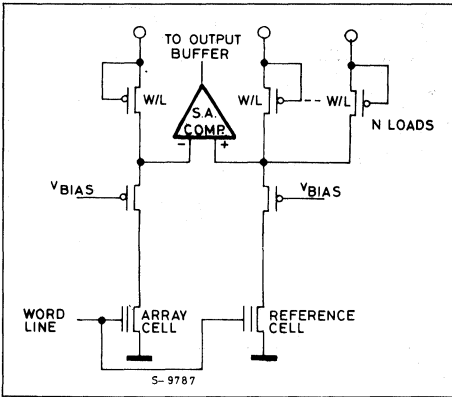 TO OUTPUT
BUFFER
W/L
S.A.
COMP.
- +
W/L
W/L
N LOADS
VBIAS
VBIAS
WORD
LINE
ARRAY
CELL
REFERENCE
CELL
S-9787